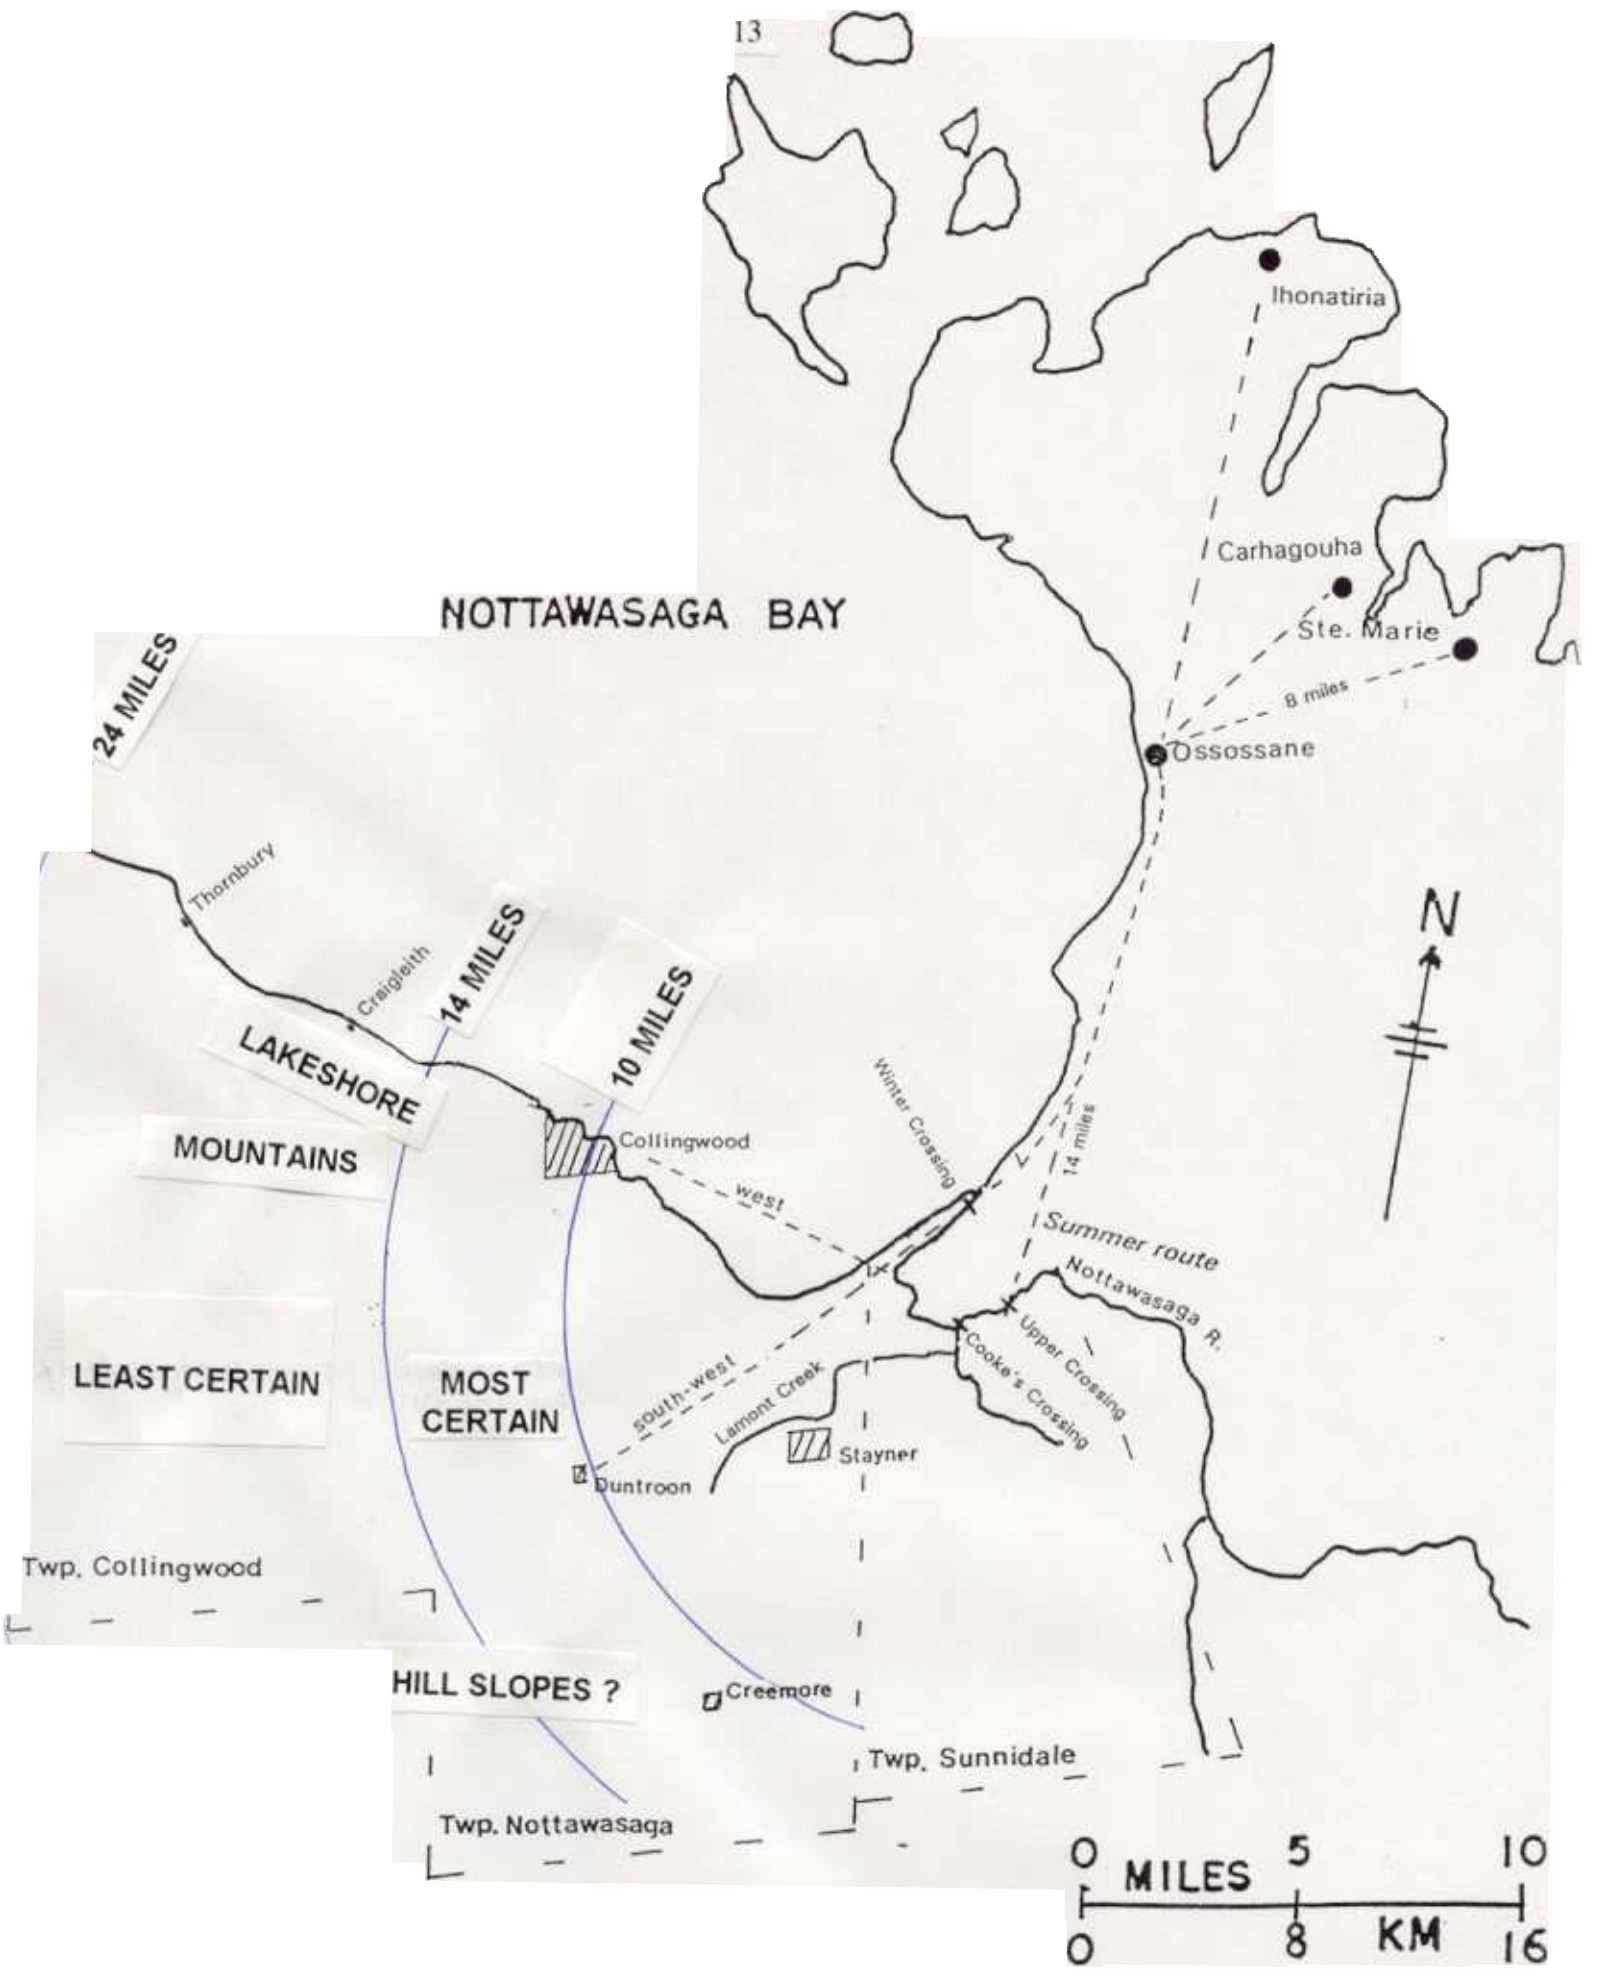 13
Ihonatiria
Carhagouha
NOTTAWASAGA BAY
Ste. Marie
24 MILES
8 miles
Ossossane
Thornbury
N
14 MILES
Craigleith
10 MILES
LAKESHORE
Winter Crossing
14 miles
Collingwood
MOUNTAINS
west
Summer route
Nottawasaga R.
Upper Crossing
Cooke's Crossing
LEAST CERTAIN
MOST
CERTAIN
south-west
Lamont Creek
Stayner
Duntroon
Twp. Collingwood
HILL SLOPES ?
Creemore
Twp. Sunnidale
Twp. Nottawasaga
0 5 10
MILES
KM
0 8 16